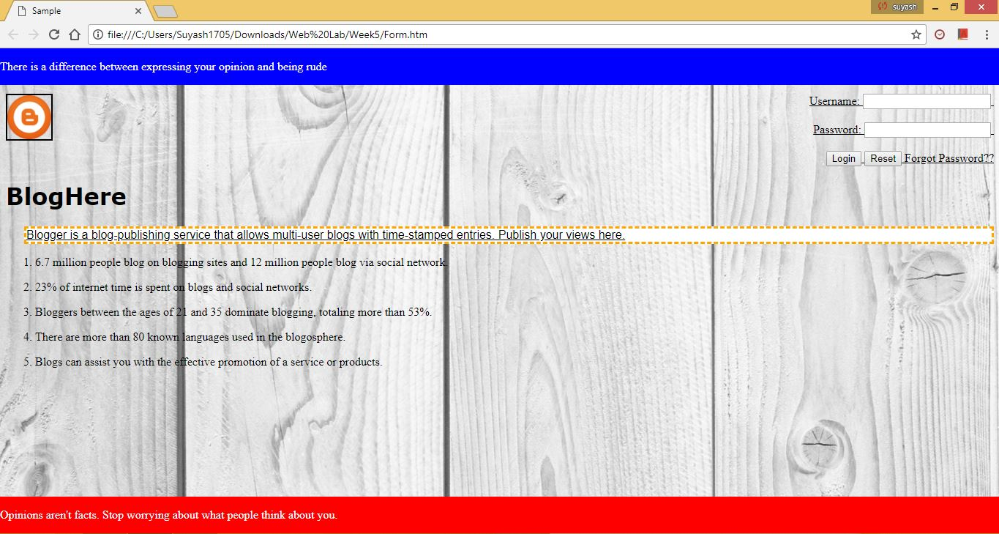 Sample
suyash
file:///C:/Users/Suyash1705/Downloads/Web%20Lab/Week5/Form.htm
There is a difference between expressing your opinion and being rude
B
Username:
Password:
Login Reset Forgot Password??
BlogHere
Blogger is a blog-publishing service that allows multi-user blogs with time-stamped entries. Publish your views here.
1. 6.7 million people blog on blogging sites and 12 million people blog via social network.
2. 23% of internet time is spent on blogs and social networks.
3. Bloggers between the ages of 21 and 35 dominate blogging, totaling more than 53%.
4. There are more than 80 known languages used in the blogosphere.
5. Blogs can assist you with the effective promotion of a service or products.
Opinions aren't facts. Stop worrying about what people think about you.